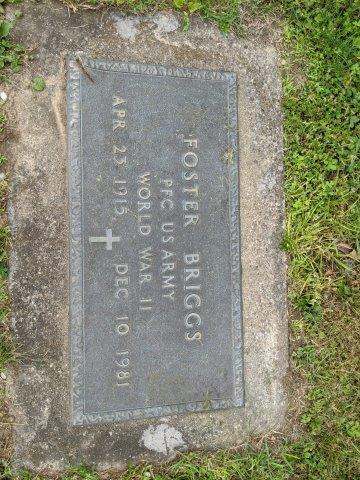 FOSTER BRIGGS
PFC US ARMY
WORLD WAR II
APR 23 1915 DEC 10 1981